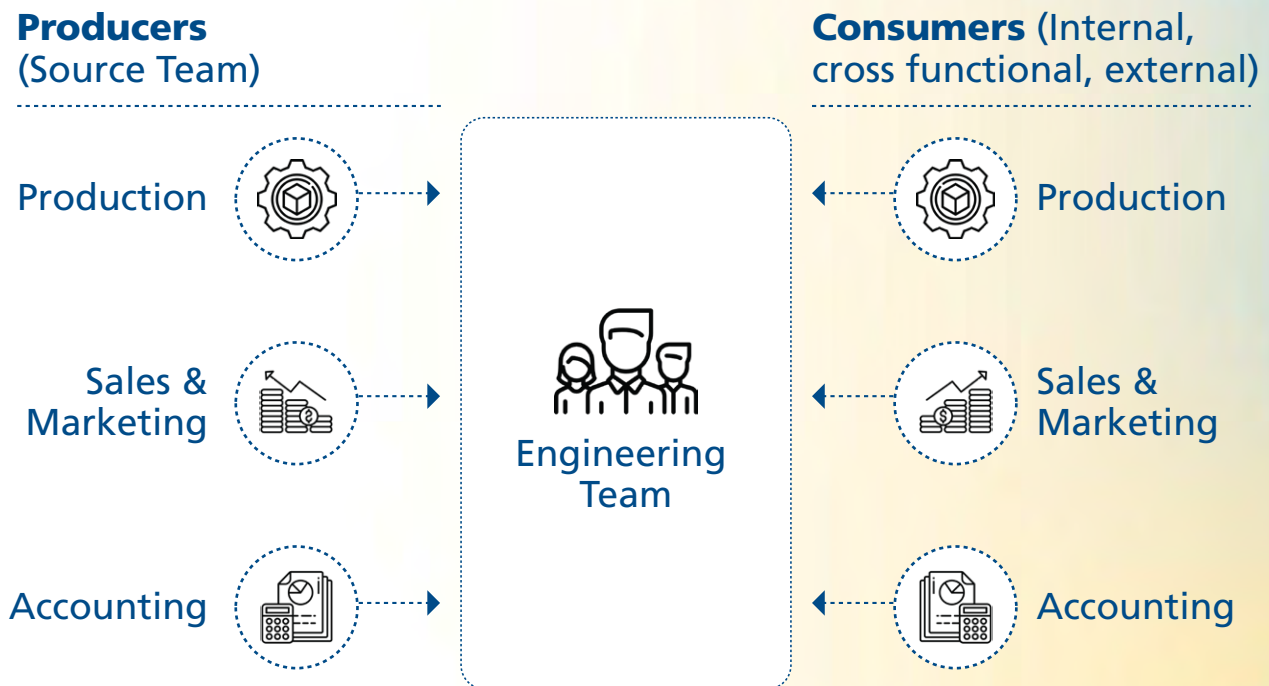 Producers
(Source Team)
Production
Sales &
Marketing
Accounting
Engineering
Team
Consumers (Internal,
cross functional, external)
Production
Sales &
Marketing
Accounting